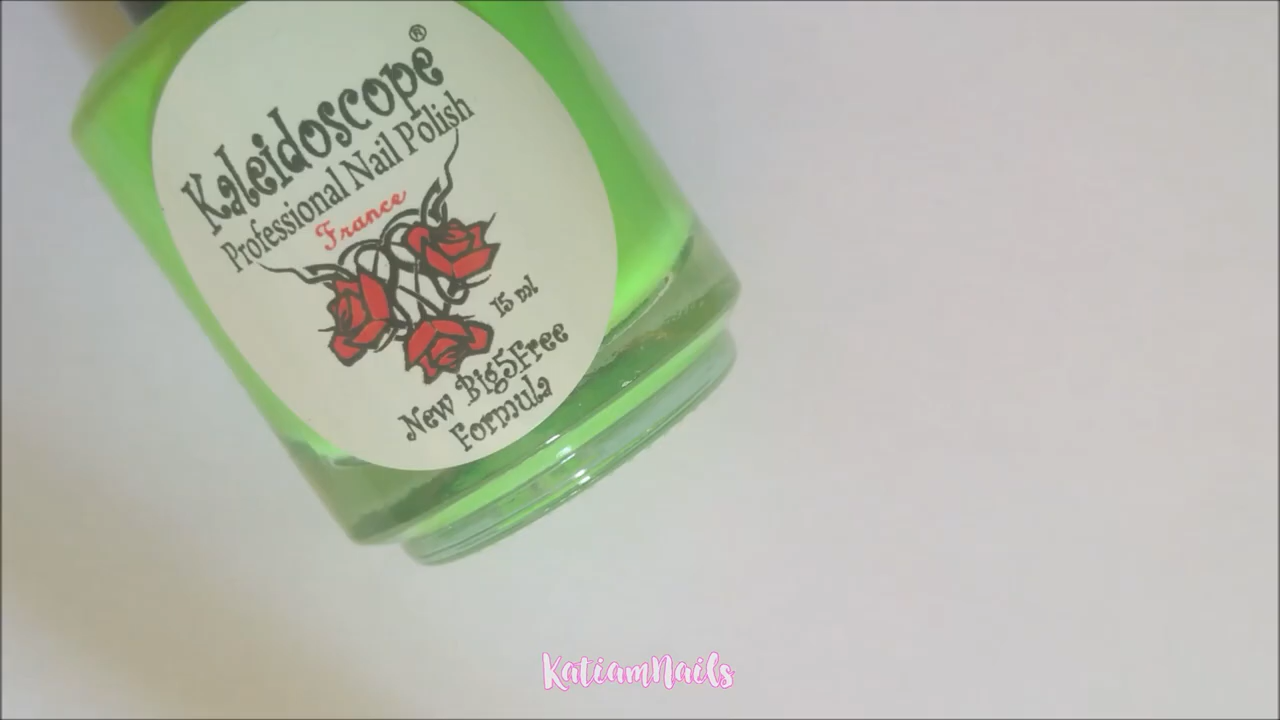 Kaleidoscope®
Professional Nail Polish
France
15 ml
New Big5Free
Formula
KatiamNails